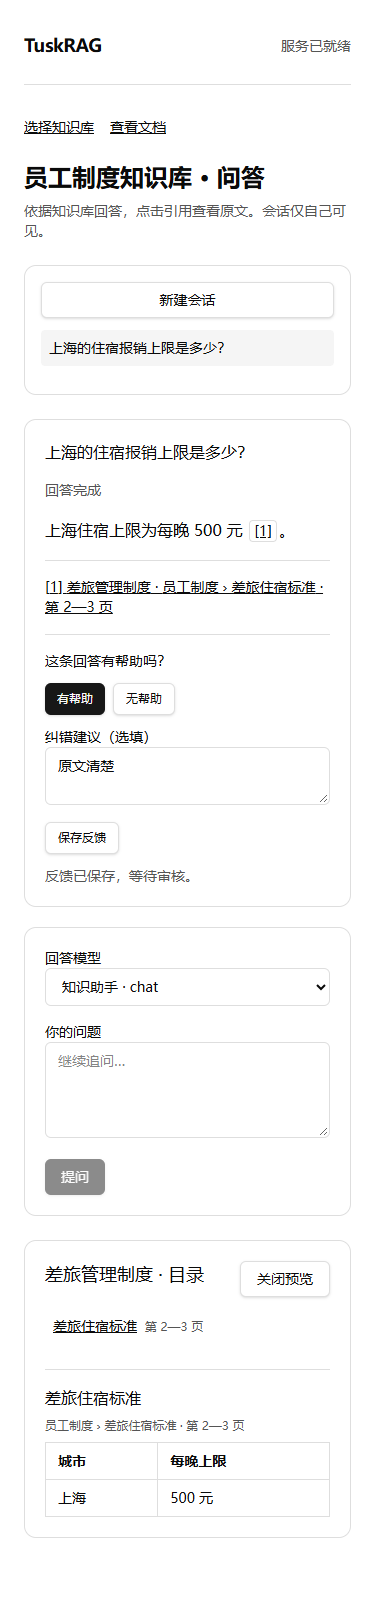 TuskRAG
服务已就绪
选择知识库 查看文档
员工制度知识库 · 问答
依据知识库回答，点击引用查看原文。会话仅自己可
见。
新建会话
上海的住宿报销上限是多少？
上海的住宿报销上限是多少？
回答完成
上海住宿上限为每晚 500 元 [1] 。
[1] 差旅管理制度 · 员工制度 › 差旅住宿标准 ·
第 2—3 页
这条回答有帮助吗？
有帮助 无帮助
纠错建议（选填）
原文清楚
保存反馈
反馈已保存，等待审核。
回答模型
知识助手 · chat
你的问题
继续追问...
提问
差旅管理制度 · 目录
关闭预览
差旅住宿标准 第 2—3 页
差旅住宿标准
员工制度 › 差旅住宿标准 · 第 2—3 页
城市 每晚上限
上海 500 元